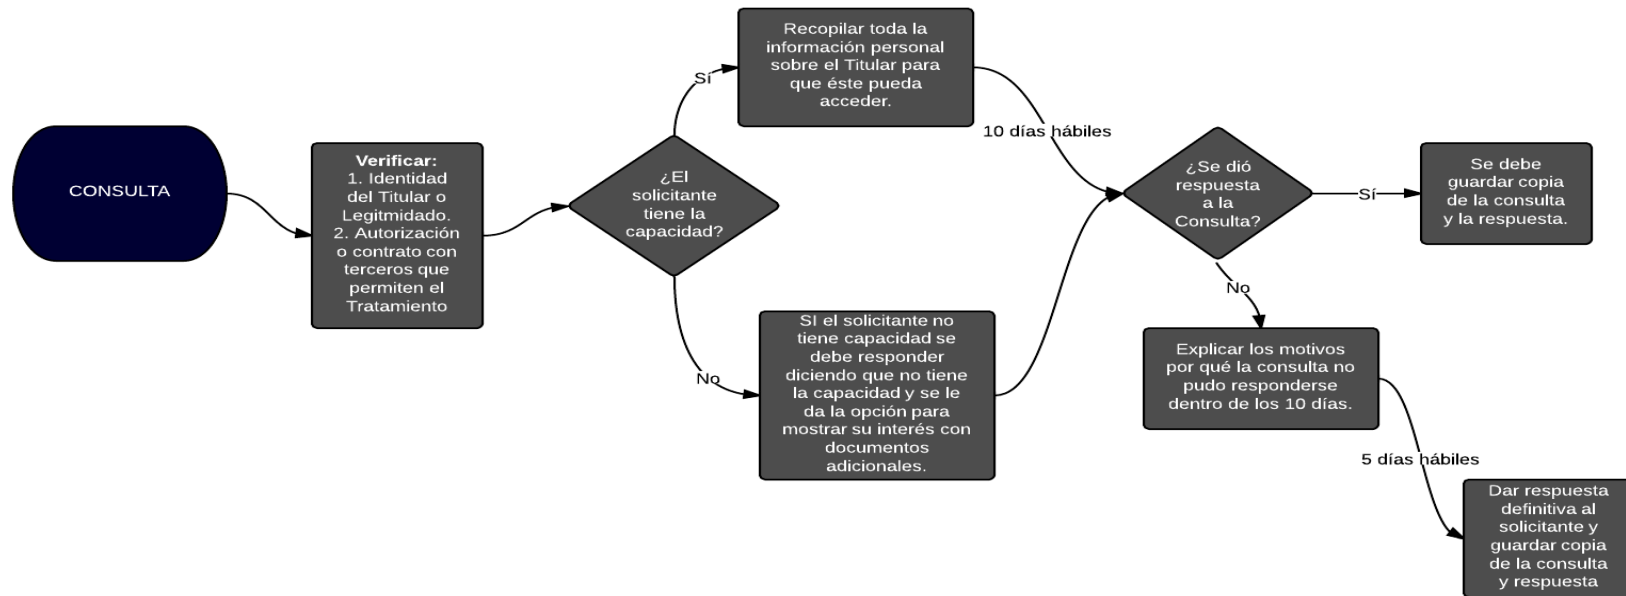 CONSULTA
Verificar:
1. Identidad
del Titular o
Legitmidado.
2. Autorización
o contrato con
terceros que
permiten el
Tratamiento
¿El
solicitante
tiene la
capacidad?
Sí
Recopilar toda la
información personal
sobre el Titular para
que éste pueda
acceder.
No
SI el solicitante no
tiene capacidad se
debe responder
diciendo que no tiene
la capacidad y se le
da la opción para
mostrar su interés con
documentos
adicionales.
10 días hábiles
¿Se dió
respuesta
a la
Consulta?
Sí
Se debe
guardar copia
de la consulta
y la respuesta.
No
Explicar los motivos
por qué la consulta no
pudo responderse
dentro de los 10 días.
5 días hábiles
Dar respuesta
definitiva al
solicitante y
guardar copia
de la consulta
y respuesta